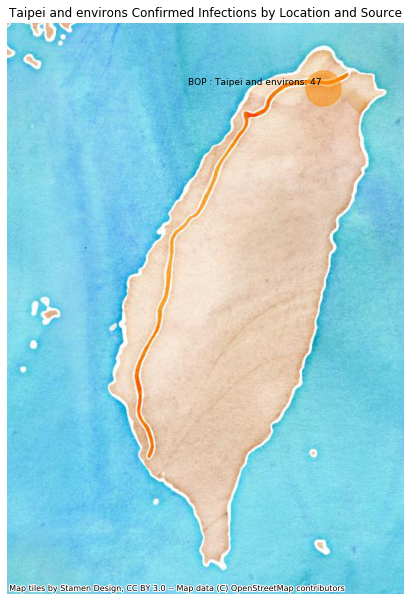 Taipei and environs Confirmed Infections by Location and Source
BOP : Taipei and environs: 47
Map tiles by Stamen Design, CC BY 3.0 -- Map data (C) OpenStreetMap contributors